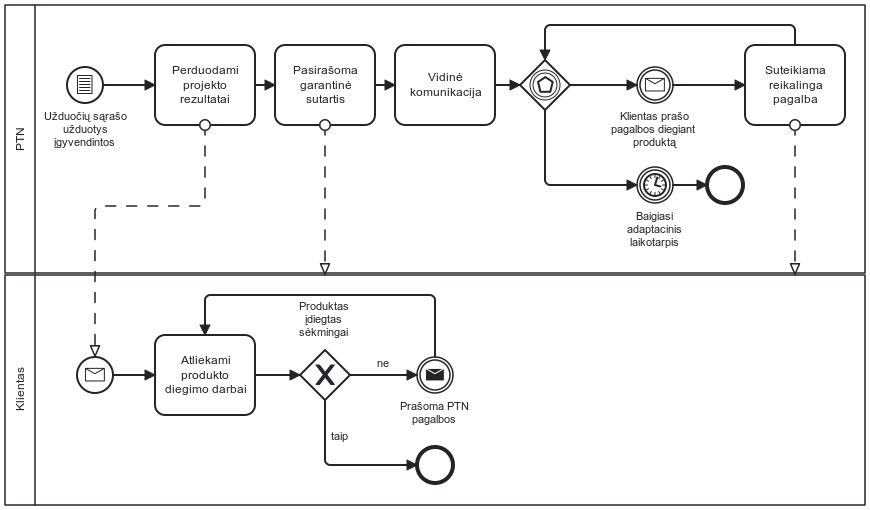 PTN
Užduočių sąrašo
užduotys
įgyvendintos
Perduodami
projekto
rezultatai
Pasirašoma
garantinė
sutartis
Vidinė
komunikacija
Klientas prašo
pagalbos diegiant
produktą
Suteikiama
reikalinga
pagalba
Baigiasi
adaptacinis
laikotarpis
Klientas
Atliekami
produkto
diegimo darbai
Produktas
įdiegtas
sėkmingai
ne
Prašoma PTN
pagalbos
taip